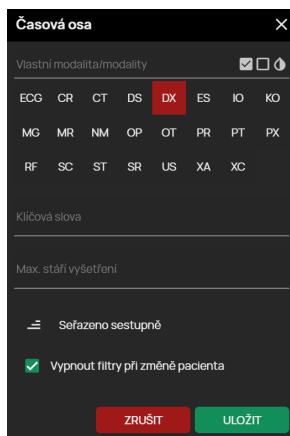 Časová osa
Vlastní modalita/modality
ECG CR CT DS DX ES IO KO
MG MR NM OP OT PR PT PX
RF SC ST SR US XA XC
Klíčová slova
Max. stáří vyšetření
Seřazeno sestupně
Vypnout filtry při změně pacienta
ZRUŠIT ULOŽIT